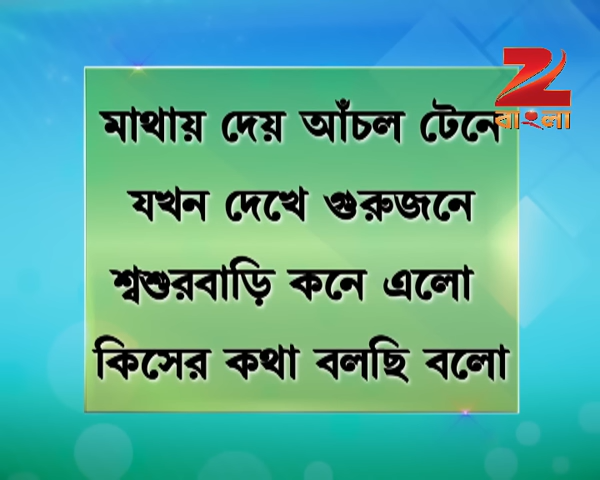 মাথায় দেয় আঁচল টেনে
যখন দেখে গুরুজনে
শ্বশুরবাড়ি কনে এলো
কিসের কথা বলছি বলো
বাংলা